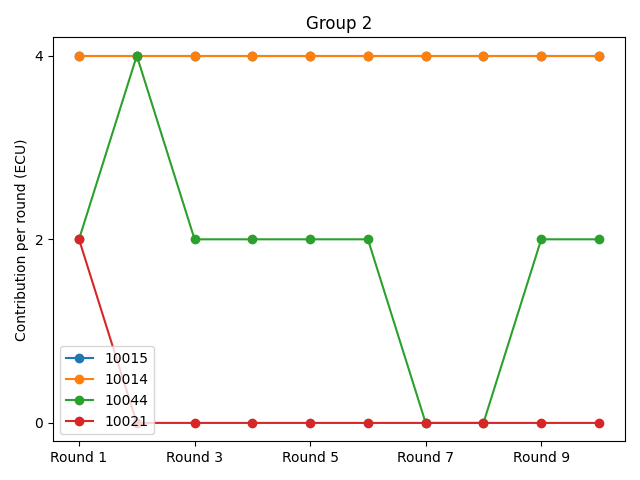 Group 2
Contribution per round (ECU)
4
2
0
10015
10014
10044
10021
Round 1
Round 3
Round 5
Round 7
Round 9